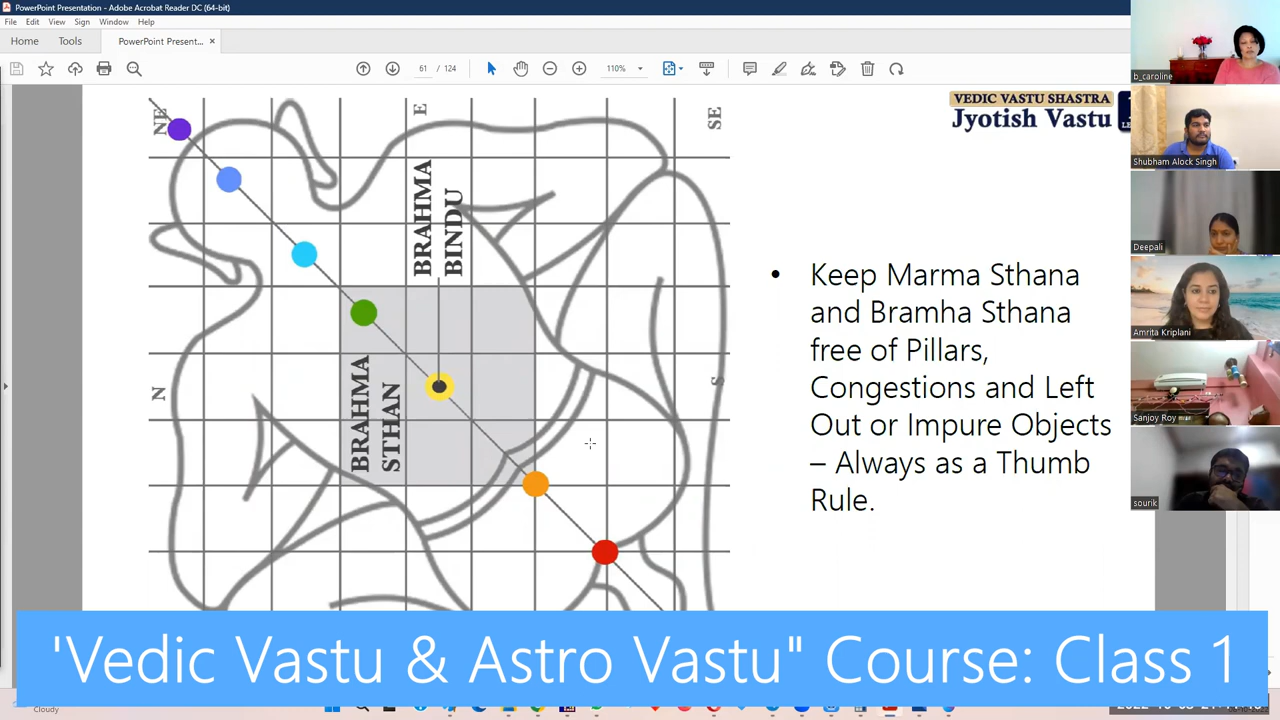 PowerPoint Presentation - Adobe Acrobat Reader DC (64-bit)
File Edit View Sign Window Help
Home Tools PowerPoint Present... ×
61 / 124 110%
VEDIC VASTU SHASTRA
Jyotish Vastu
NE
E
SE
BRAHMA
BINDU
N
BRAHMA
STHAN
S
• Keep Marma Sthana
and Bramha Sthana
free of Pillars,
Congestions and Left
Out or Impure Objects
– Always as a Thumb
Rule.
b_caroline
Shubham Alock Singh
Deepali
Amrita Kriplani
Sanjoy Roy
sourik
'Vedic Vastu & Astro Vastu" Course: Class 1
Cloudy